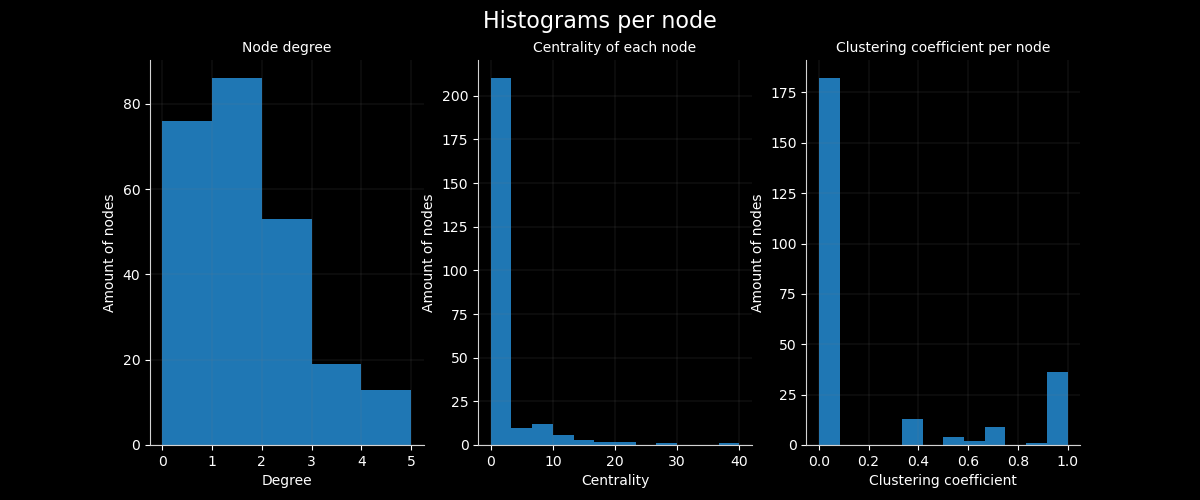 Histograms per node
Node degree
80
60
40
20
0
Amount of nodes
0 1 2 3 4 5
Degree
Centrality of each node
200
175
150
125
100
75
50
25
0
Amount of nodes
0 10 20 30 40
Centrality
Clustering coefficient per node
175
150
125
100
75
50
25
0
Amount of nodes
0.0 0.2 0.4 0.6 0.8 1.0
Clustering coefficient